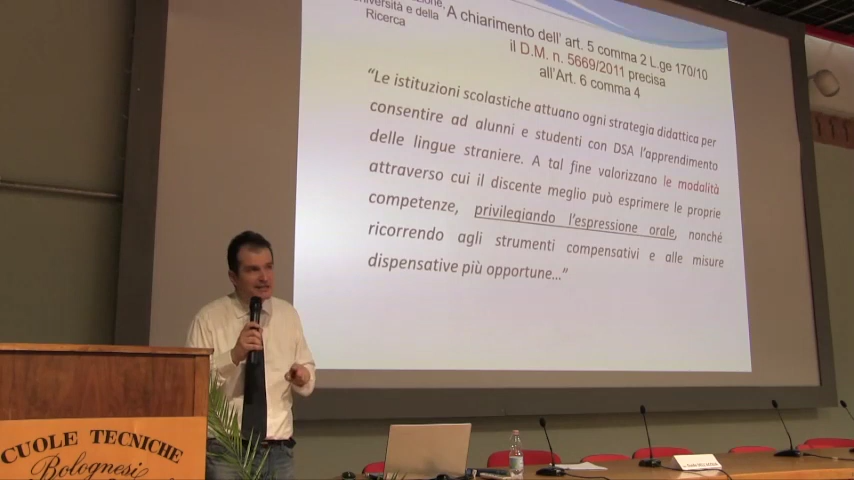 Università e della
Ricerca
A chiarimento dell' art. 5 comma 2 L.ge 170/10
il D.M. n. 5669/2011 precisa
all'Art. 6 comma 4
“Le istituzioni scolastiche attuano ogni strategia didattica per
consentire ad alunni e studenti con DSA l'apprendimento
delle lingue straniere. A tal fine valorizzano le modalità
attraverso cui il discente meglio può esprimere le proprie
competenze, privilegiando l'espressione orale, nonché
ricorrendo agli strumenti compensativi e alle misure
dispensative più opportune...”
CUOLE TECNICHE
Bolognesi